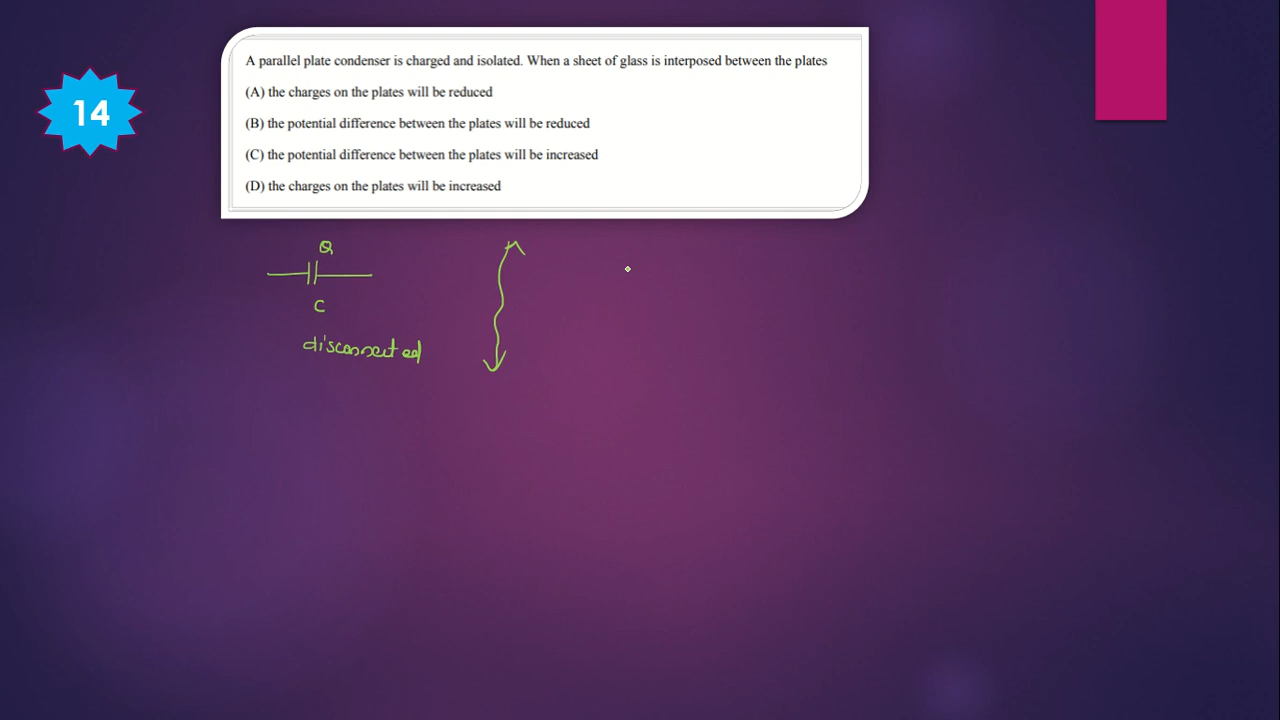 14
A parallel plate condenser is charged and isolated. When a sheet of glass is interposed between the plates
(A) the charges on the plates will be reduced
(B) the potential difference between the plates will be reduced
(C) the potential difference between the plates will be increased
(D) the charges on the plates will be increased
Q
C
disconnected